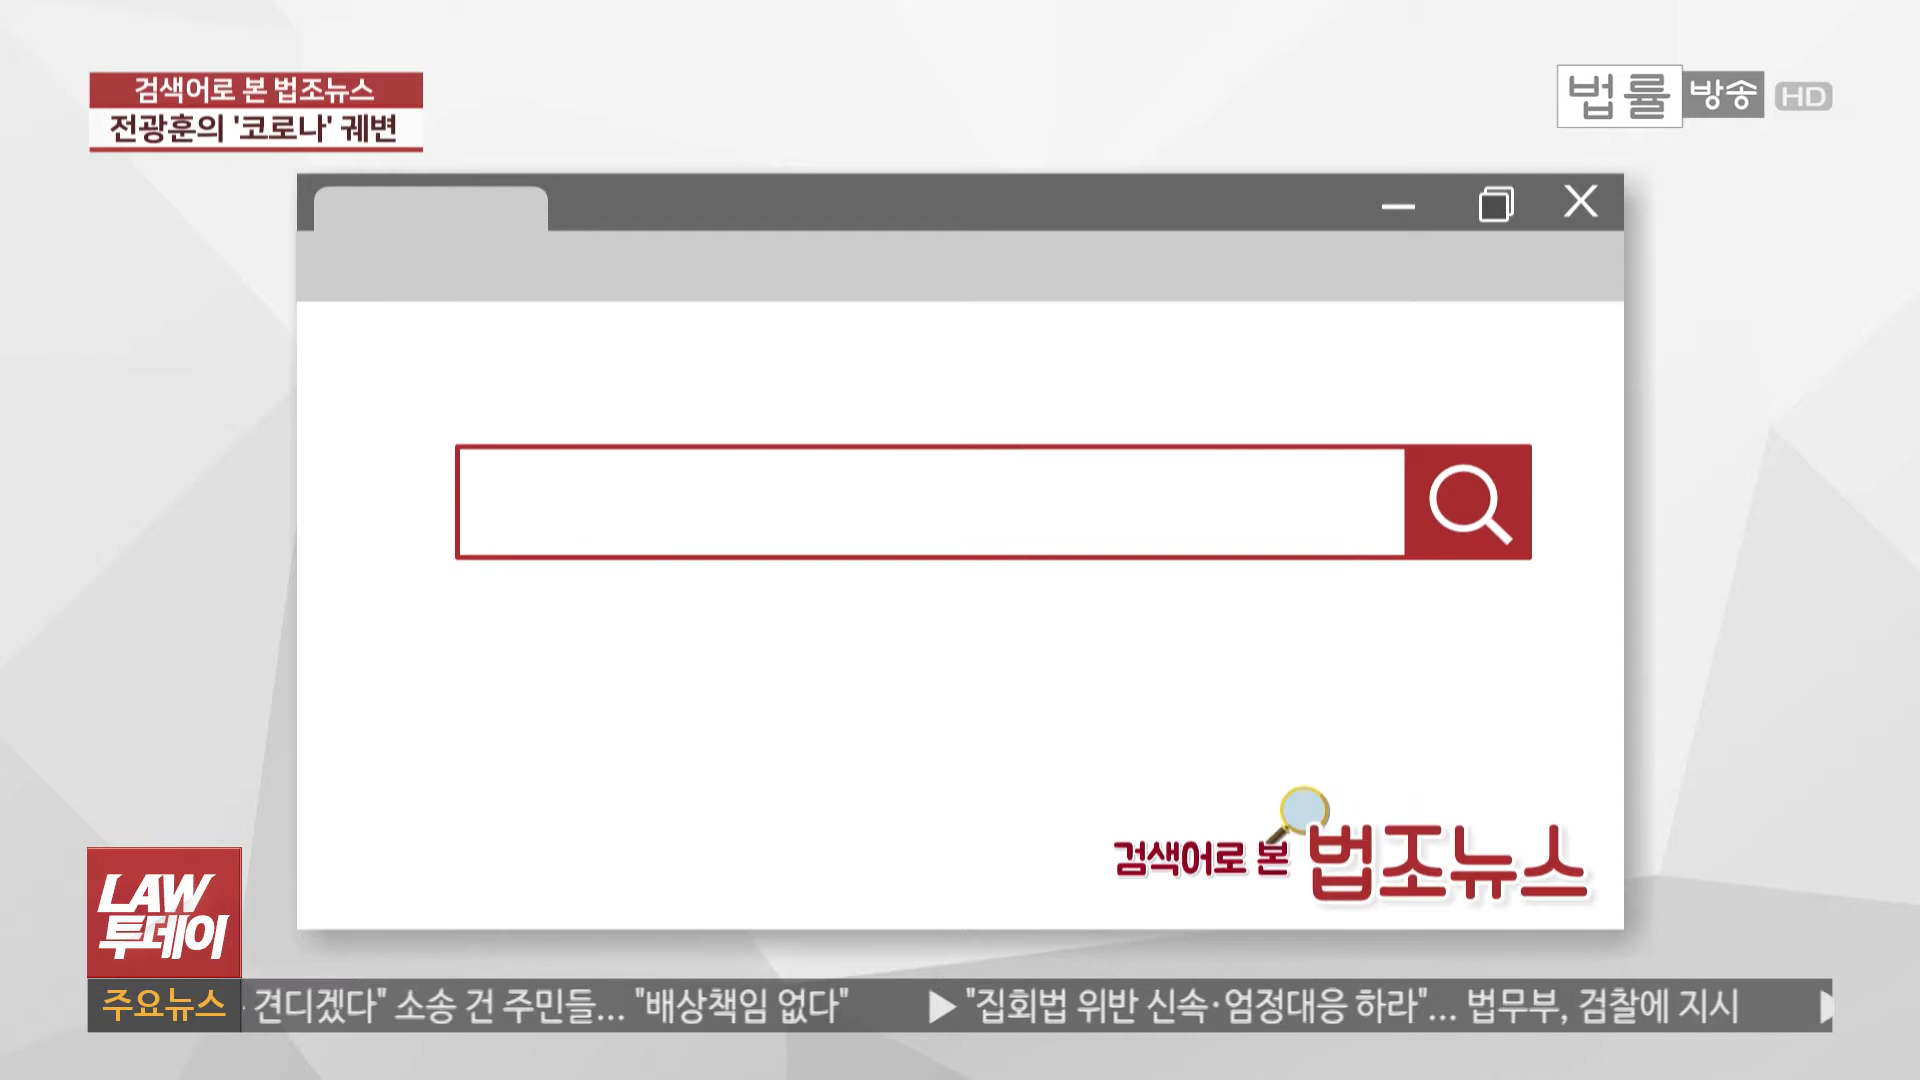 검색어로 본 법조뉴스
전광훈의 '코로나' 궤변
법률방송 HD
검색어로 본 법조뉴스
LAW
투데이
주요뉴스
견디겠다" 소송 건 주민들... "배상책임 없다" ▶"집회법 위반 신속·엄정대응 하라"... 법무부, 검찰에 지시 ▶